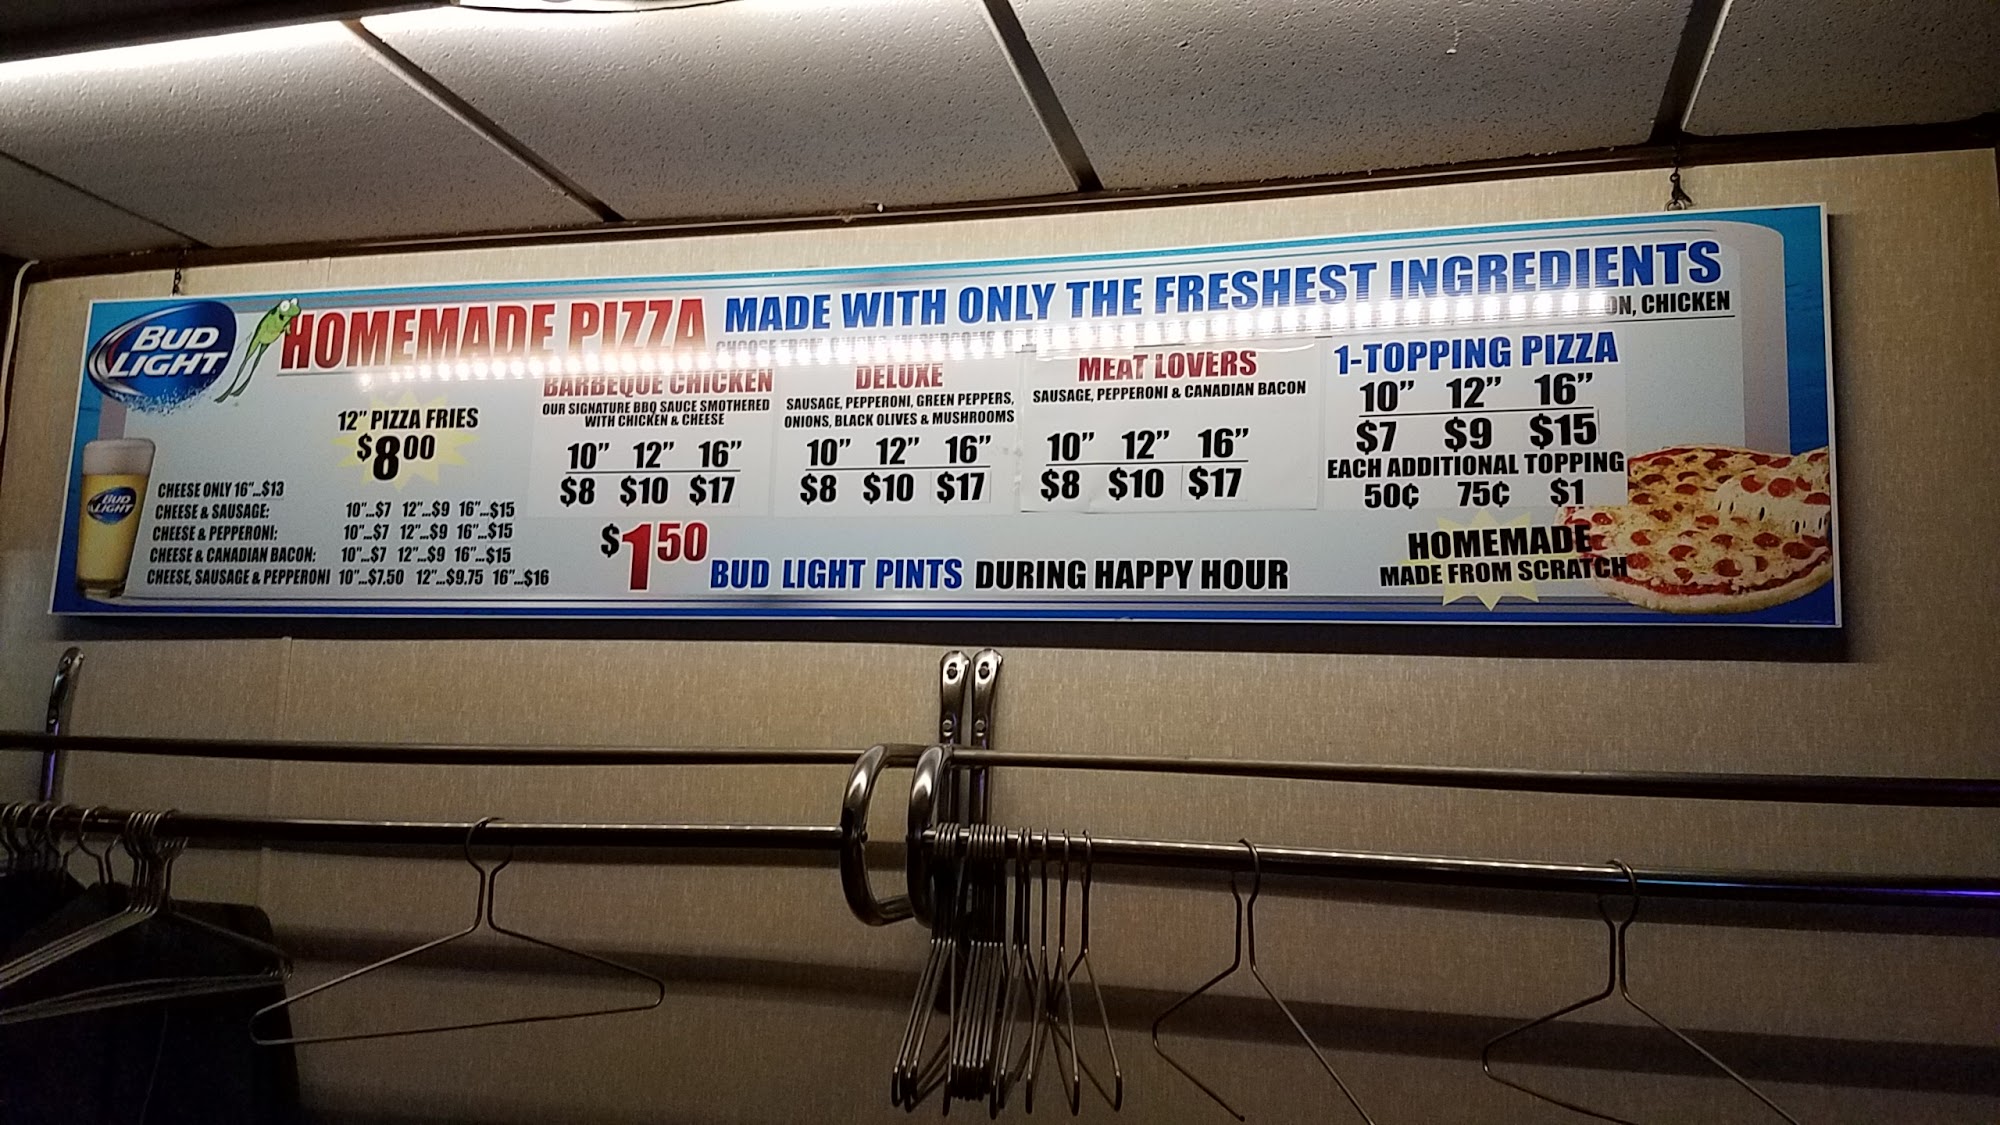 BUD
LIGHT
HOMEMADE PIZZA MADE WITH ONLY THE FRESHEST INGREDIENTS
CHOOSE FROM ONIONS, MUSHROOMS, CHICKEN
12" PIZZA FRIES
$8.00
CHEESE ONLY 16"...$13
CHEESE & SAUSAGE: 10"...$7 12"...$9 16"...$15
CHEESE & PEPPERONI: 10"...$7 12"...$9 16"...$15
CHEESE & CANADIAN BACON: 10"...$7 12"...$9 16"...$15
CHEESE, SAUSAGE & PEPPERONI 10"...$7.50 12"...$9.75 16"...$16
BUD
LIGHT
BARBEQUE CHICKEN
OUR SIGNATURE BBQ SAUCE SMOTHERED
WITH CHICKEN & CHEESE
10" 12" 16"
$8 $10 $17
DELUXE
SAUSAGE, PEPPERONI, GREEN PEPPERS,
ONIONS, BLACK OLIVES & MUSHROOMS
10" 12" 16"
$8 $10 $17
MEAT LOVERS
SAUSAGE, PEPPERONI & CANADIAN BACON
10" 12" 16"
$8 $10 $17
1-TOPPING PIZZA
10" 12" 16"
$7 $9 $15
EACH ADDITIONAL TOPPING
50¢ 75¢ $1
$1.50 BUD LIGHT PINTS DURING HAPPY HOUR
HOMEMADE
MADE FROM SCRATCH